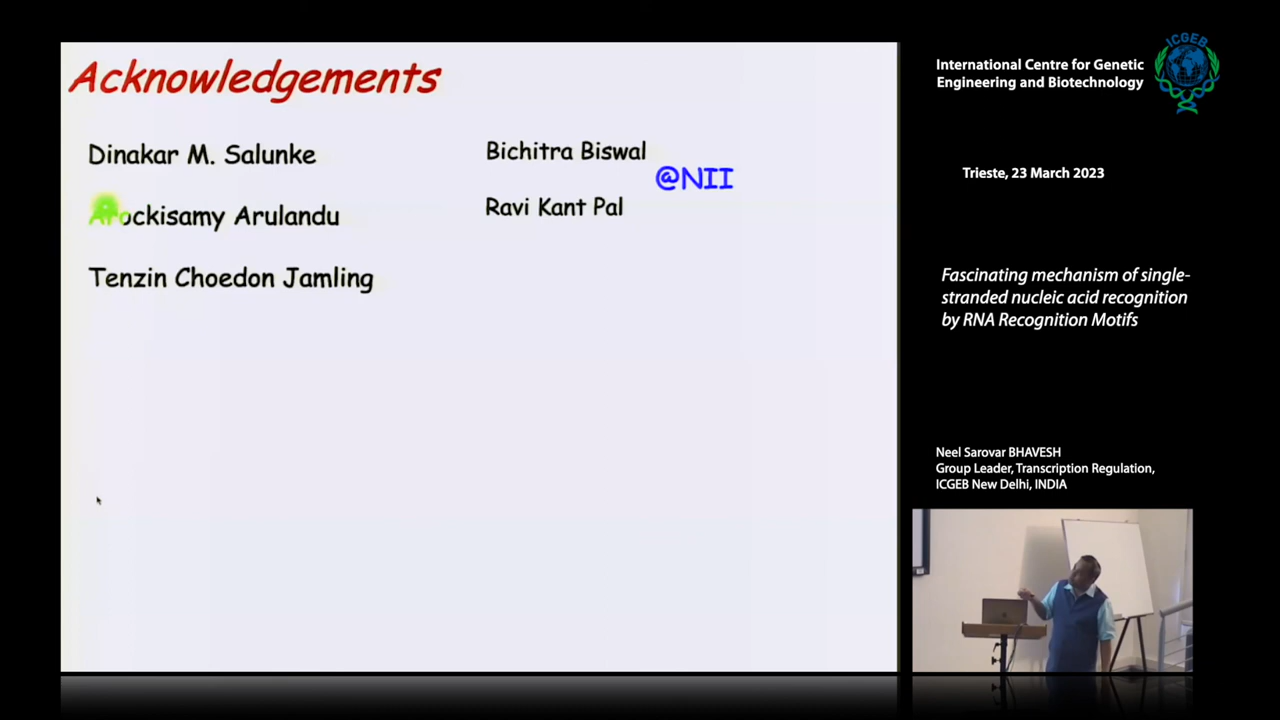 Acknowledgements
Dinakar M. Salunke
Arockisamy Arulandu
Tenzin Choedon Jamling
Bichitra Biswal
@NII
Ravi Kant Pal
ICGEB
International Centre for Genetic
Engineering and Biotechnology
Trieste, 23 March 2023
Fascinating mechanism of single-
stranded nucleic acid recognition
by RNA Recognition Motifs
Neel Sarovar BHAVESH
Group Leader, Transcription Regulation,
ICGEB New Delhi, INDIA